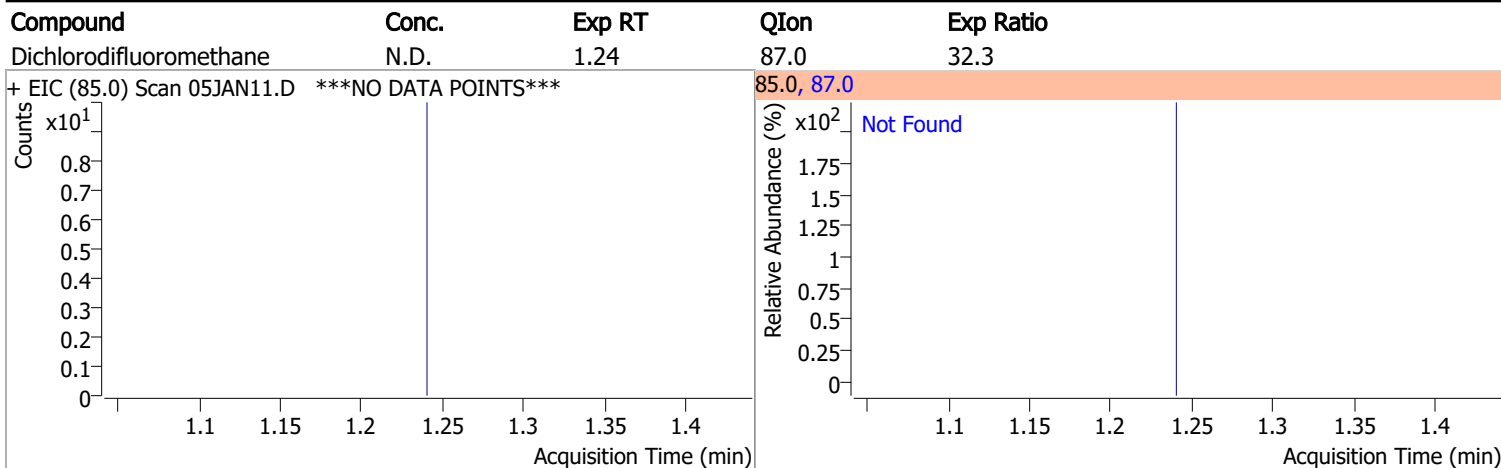 Compound Conc. Exp RT QIon Exp Ratio
Dichlorodifluoromethane N.D. 1.24 87.0 32.3
+ EIC (85.0) Scan 05JAN11.D ***NO DATA POINTS***
Counts
x10¹
0.8
0.7
0.6
0.5
0.4
0.3
0.2
0.1
0
1.1 1.15 1.2 1.25 1.3 1.35 1.4
Acquisition Time (min)
85.0, 87.0
Relative Abundance (%)
x10²
Not Found
1.75
1.5
1.25
1
0.75
0.5
0.25
0
1.1 1.15 1.2 1.25 1.3 1.35 1.4
Acquisition Time (min)